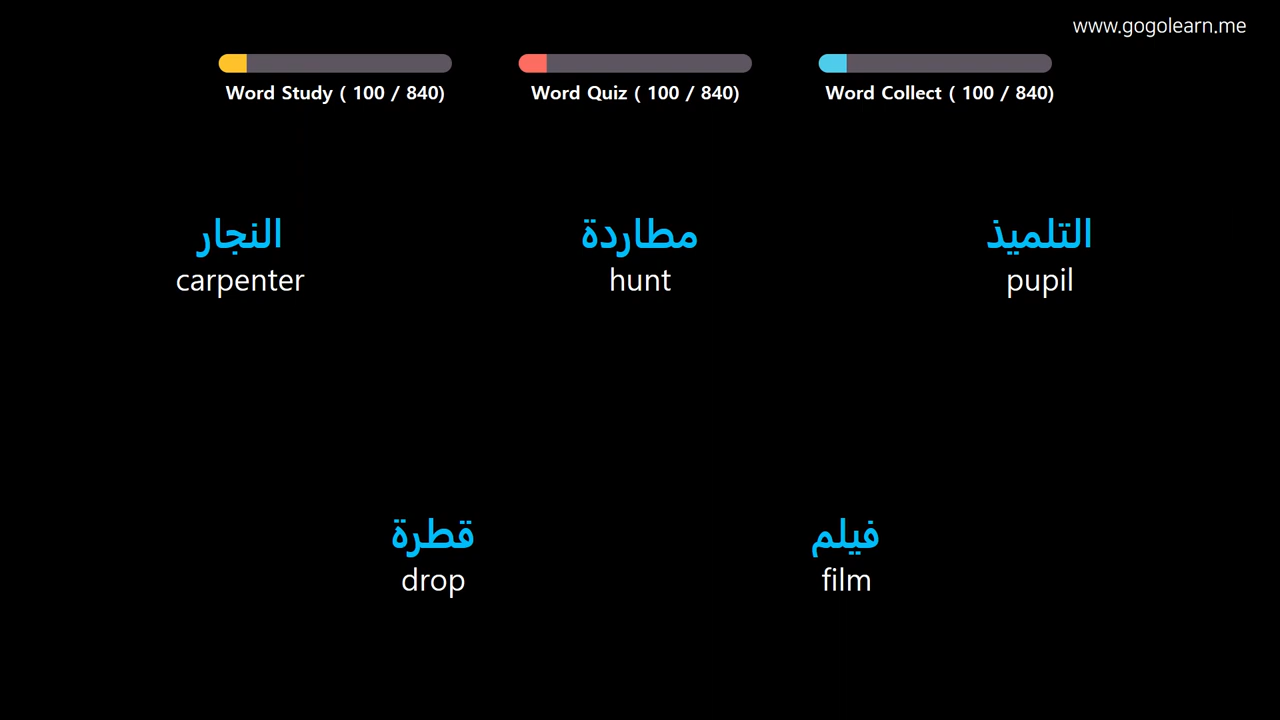 www.gogolearn.me
Word Study ( 100 / 840)
Word Quiz ( 100 / 840)
Word Collect ( 100 / 840)
النجار
carpenter
مطاردة
hunt
التلميذ
pupil
قطرة
drop
فيلم
film